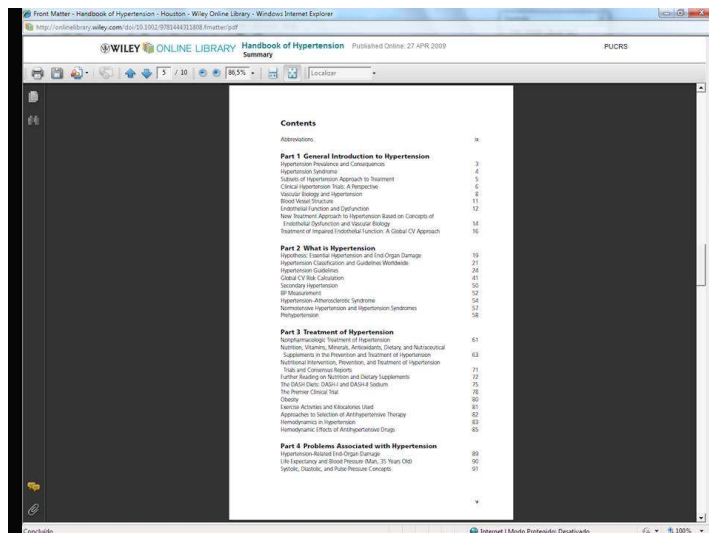 Front Matter - Handbook of Hypertension - Houston - Wiley Online Library - Windows Internet Explorer
http://onlinelibrary.wiley.com/doi/10.1002/9781444311808.fmatter/pdf
WILEY ONLINE LIBRARY Handbook of Hypertension Published Online: 27 APR 2009 PUCRS
Summary
5 / 10 86,5% Localizar
Contents
Abbreviations ix
Part 1 General Introduction to Hypertension
Hypertension Prevalence and Consequences 3
Hypertension Syndrome 4
Subsets of Hypertension Approach to Treatment 5
Clinical Hypertension Trials: A Perspective 6
Vascular Biology and Hypertension 8
Blood Vessel Structure 11
Endothelial Function and Dysfunction 12
New Treatment Approach to Hypertension Based on Concepts of
Endothelial Dysfunction and Vascular Biology 14
Treatment of Impaired Endothelial Function: A Global CV Approach 16
Part 2 What is Hypertension
Hypothesis: Essential Hypertension and End-Organ Damage 19
Hypertension Classification and Guidelines Worldwide 21
Hypertension Guidelines 24
Global CV Risk Calculation 41
Secondary Hypertension 50
BP Measurement 52
Hypertension-Atherosclerotic Syndrome 54
Normotensive Hypertension and Hypertension Syndromes 57
Prehypertension 58
Part 3 Treatment of Hypertension
Nonpharmacologic Treatment of Hypertension 61
Nutrition, Vitamins, Minerals, Antioxidants, Dietary, and Nutraceutical
Supplements in the Prevention and Treatment of Hypertension 63
Nutritional Intervention, Prevention, and Treatment of Hypertension
Trials and Consensus Reports 71
Further Reading on Nutrition and Dietary Supplements 72
The DASH Diets: DASH-I and DASH-II Sodium 75
The Premier Clinical Trial 78
Obesity 80
Exercise Activities and Kilocalories Used 81
Approaches to Selection of Antihypertensive Therapy 82
Hemodynamics in Hypertension 83
Hemodynamic Effects of Antihypertensive Drugs 85
Part 4 Problems Associated with Hypertension
Hypertension-Related End-Organ Damage 89
Life Expectancy and Blood Pressure (Man, 35 Years Old) 90
Systolic, Diastolic, and Pulse Pressure Concepts 91
v
Concluído Internet | Modo Protegido: Desativado 100%